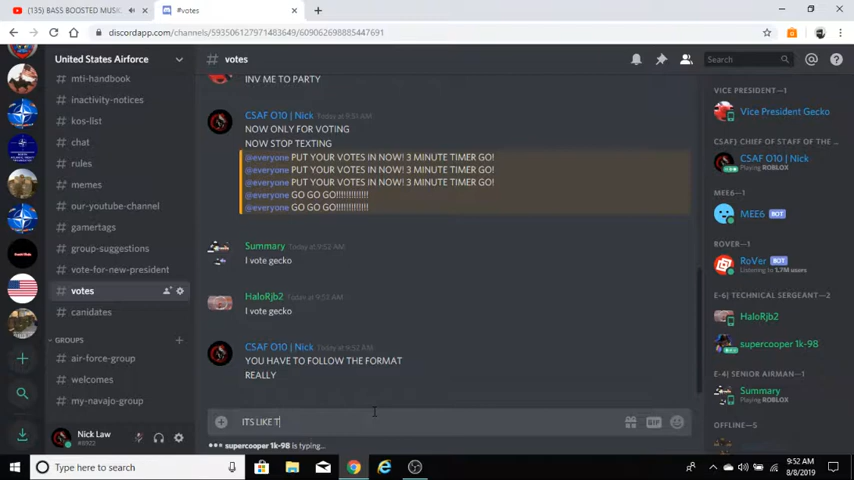 (135) BASS BOOSTED MUSIC
#votes
discordapp.com/channels/593506127971483649/609062698885447691
United States Airforce
# votes
Search
mti-handbook
inactivity-notices
kos-list
chat
rules
memes
our-youtube-channel
gamertags
group-suggestions
vote-for-new-president
votes
canidates
GROUPS
air-force-group
welcomes
my-navajo-group
Nick Law
#8922
INV ME TO PARTY
CSAF O10 | Nick Today at 9:51 AM
NOW ONLY FOR VOTING
NOW STOP TEXTING
@everyone PUT YOUR VOTES IN NOW! 3 MINUTE TIMER GO!
@everyone PUT YOUR VOTES IN NOW! 3 MINUTE TIMER GO!
@everyone PUT YOUR VOTES IN NOW! 3 MINUTE TIMER GO!
@everyone GO GO GO!!!!!!!!!!!!!
@everyone GO GO GO!!!!!!!!!!!!!
Summary Today at 9:52 AM
I vote gecko
HaloRjb2 Today at 9:52 AM
I vote gecko
CSAF O10 | Nick Today at 9:52 AM
YOU HAVE TO FOLLOW THE FORMAT
REALLY
ITS LIKE T
GIF
supercooper 1k-98 is typing...
VICE PRESIDENT—1
Vice President Gecko
CSAF) CHIEF OF STAFF OF THE ...
CSAF O10 | Nick
Playing ROBLOX
MEE6—1
MEE6 BOT
ROVER—1
RoVer BOT
Listening to 1.7M users
E-6| TECHNICAL SERGEANT—2
HaloRjb2
supercooper 1k-98
E-4| SENIOR AIRMAN—1
Summary
Playing ROBLOX
OFFLINE—5
Type here to search
9:52 AM
8/8/2019